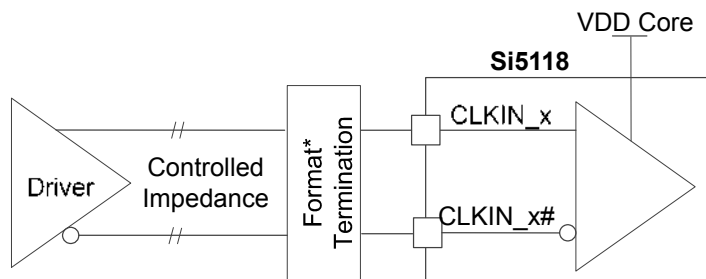 VDD Core
Si5118
CLKIN_x
Driver
Controlled
Impedance
Format*
Termination
CLKIN_x#